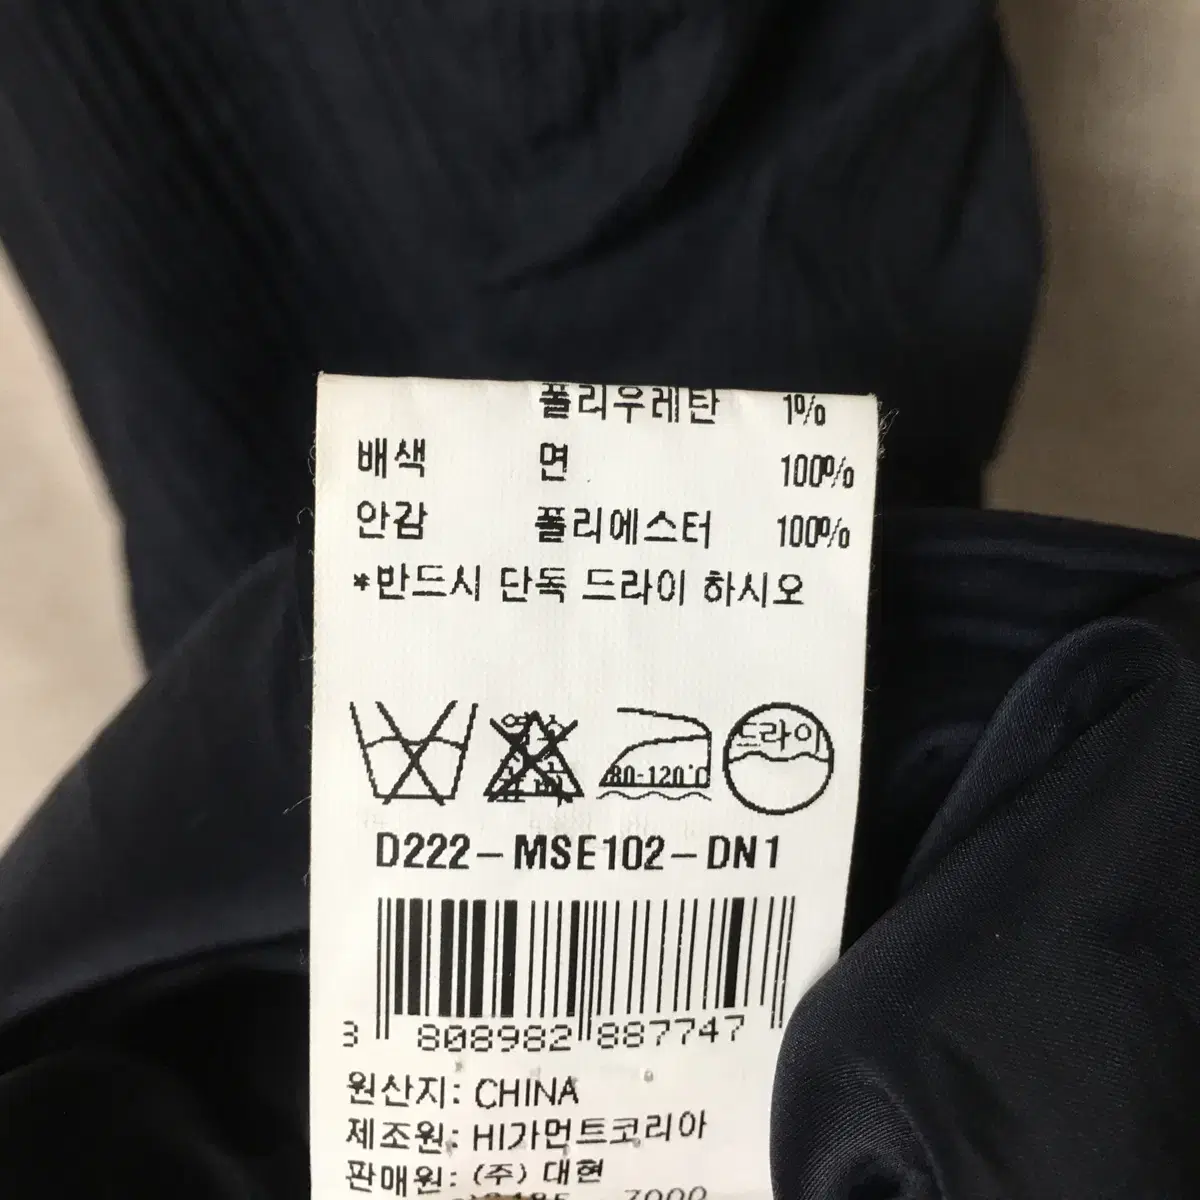 폴리우레탄 1%
배색 면 100%
안감 폴리에스터 100%
*반드시 단독 드라이 하시오
80-120℃ 드라이
D222-MSE102-DN1
8 808982 887747
원산지: CHINA
제조원: HI가먼트코리아
판매원: (주) 대현